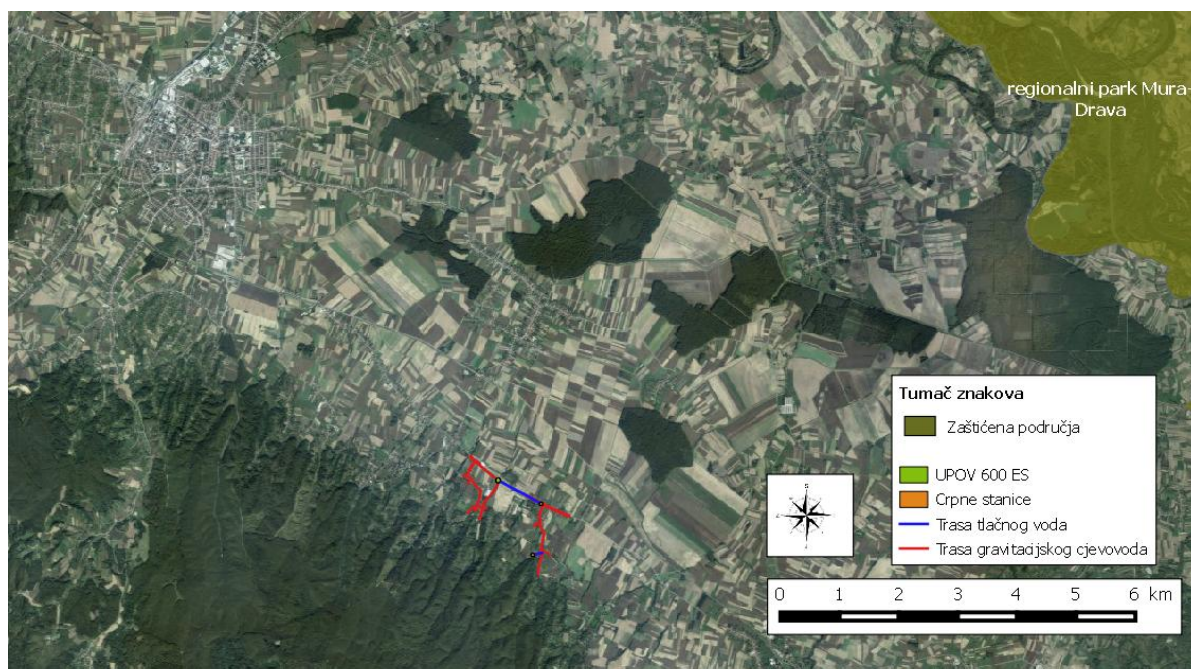 regionalni park Mura-
Drava
Tumač znakova
Zaštićena područja
UPOV 600 ES
Crpne stanice
Trasa tlačnog voda
Trasa gravitacijskog cjevovoda
S
0 1 2 3 4 5 6 km